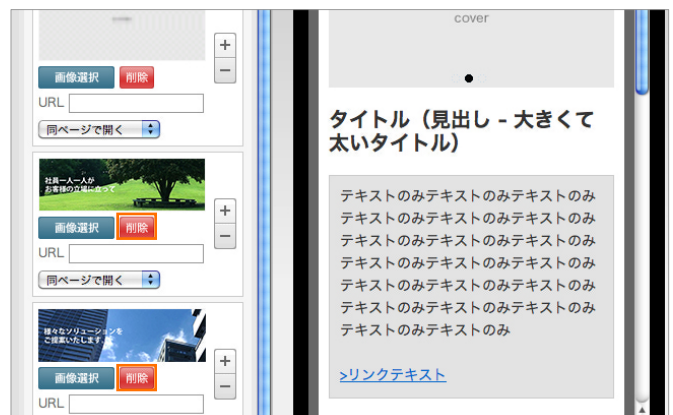 画像選択 削除
+
−
URL
同ページで開く
社員一人一人が
お客様の立場に立って
画像選択 削除
+
−
URL
同ページで開く
様々なソリューションを
ご提案いたします。
画像選択 削除
+
−
URL
cover
タイトル（見出し - 大きくて
太いタイトル）
テキストのみテキストのみテキストのみ
テキストのみテキストのみテキストのみ
テキストのみテキストのみテキストのみ
テキストのみテキストのみテキストのみ
テキストのみテキストのみテキストのみ
テキストのみテキストのみテキストのみ
テキストのみテキストのみ
>リンクテキスト